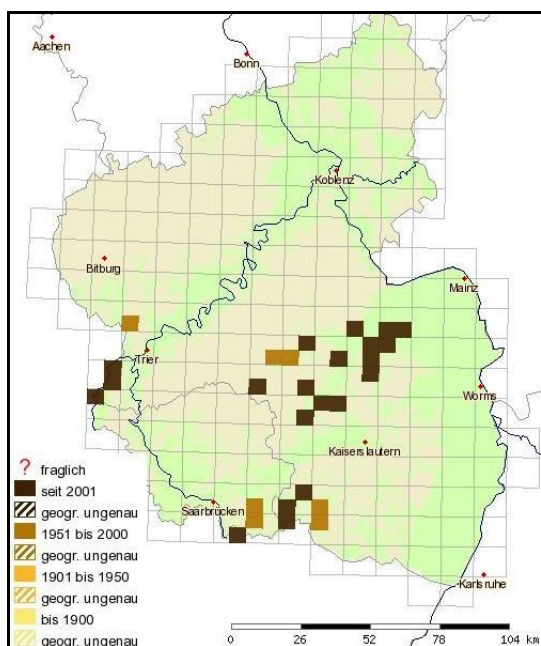 Aachen
Bonn
Koblenz
Bitburg
Mainz
Trier
Worms
Kaiserslautern
Saarbrücken
Karlsruhe
? fraglich
seit 2001
geogr. ungenau
1951 bis 2000
geogr. ungenau
1901 bis 1950
geogr. ungenau
bis 1900
geogr. ungenau
0 26 52 78 104 km